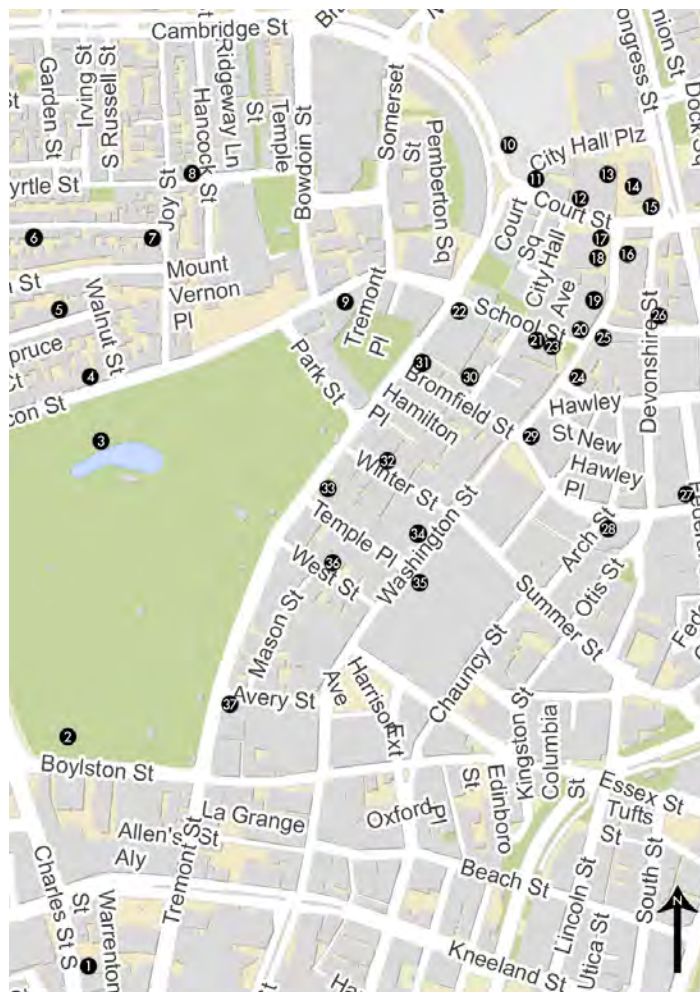 Cambridge St
Garden St
Irving St
S Russell St
Ridgeway Ln
Hancock St
Temple St
Bowdoin St
Somerset St
Pemberton Sq
ongress St
nion St
Dock Sq
10
City Hall Plz
11
12
13
14
15
Court St
yrtle St
8
Joy St
6
7
Mount Vernon Pl
n St
5
Walnut St
pruce Ct
4
con St
9
Tremont Pl
Park St
Court Sq
City Hall Ave
17
18
16
19
22
School St
20
21
23
25
26
Devonshire St
24
31
30
Bromfield St
Hamilton Pl
Hawley St
29
New Hawley Pl
3
32
33
Winter St
Temple Pl
34
Washington St
27
28
Arch St
Otis St
36
West St
35
Summer St
Mason St
37
Avery St
Harrison Ave Ext
Chauncy St
Kingston St
Columbia St
Edinboro St
2
Boylston St
La Grange St
Allen's Aly
Oxford Pl
Essex St
Tufts St
Beach St
Lincoln St
South St
Utica St
Charles St S
Warrenton St
Tremont St
Kneeland St
1
N